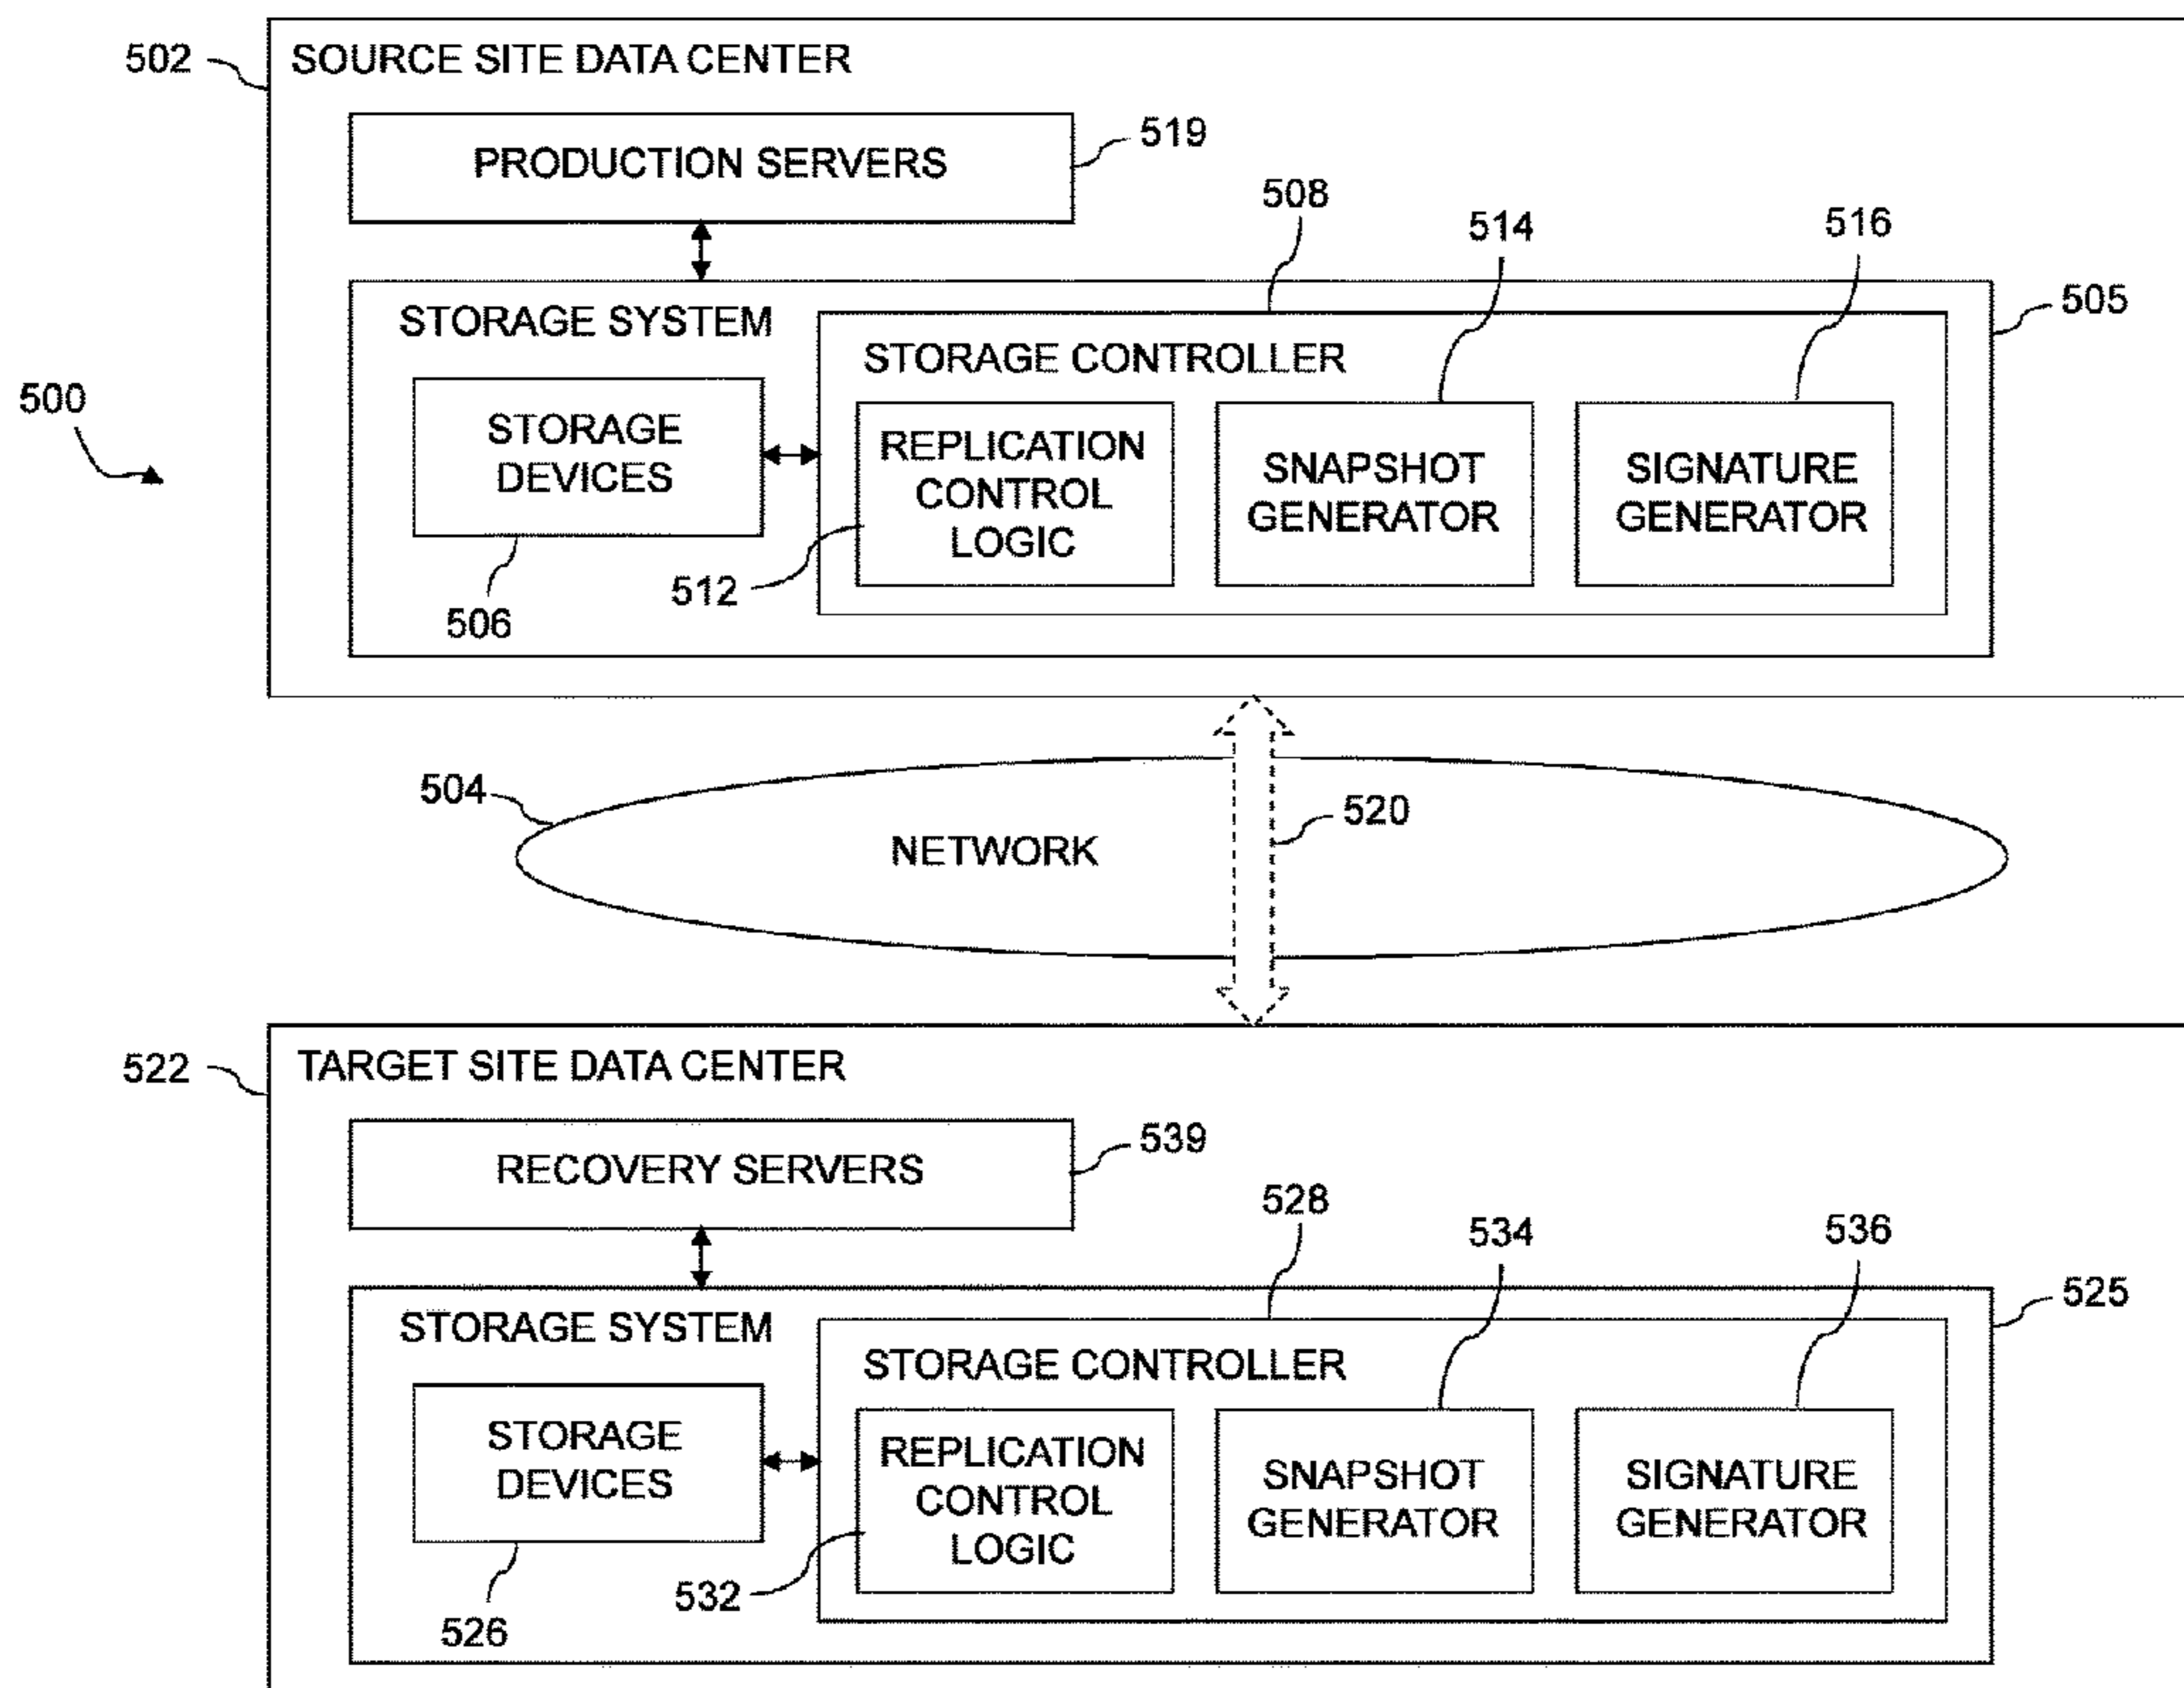 502
SOURCE SITE DATA CENTER
PRODUCTION SERVERS
519
508
514
516
505
STORAGE SYSTEM
STORAGE CONTROLLER
500
STORAGE
DEVICES
REPLICATION
CONTROL
LOGIC
SNAPSHOT
GENERATOR
SIGNATURE
GENERATOR
512
506
504
NETWORK
520
522
TARGET SITE DATA CENTER
RECOVERY SERVERS
539
528
534
536
525
STORAGE SYSTEM
STORAGE CONTROLLER
STORAGE
DEVICES
REPLICATION
CONTROL
LOGIC
SNAPSHOT
GENERATOR
SIGNATURE
GENERATOR
532
526